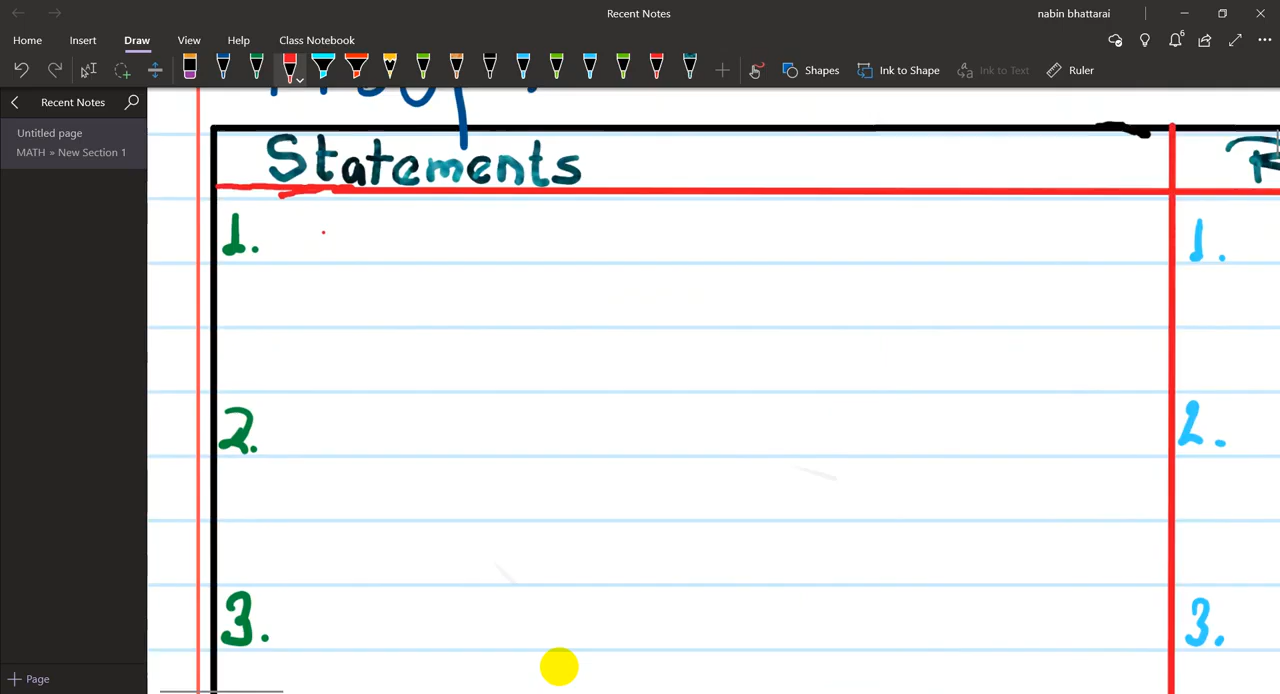 Recent Notes
nabin bhattarai
Home Insert Draw View Help Class Notebook
6
Shapes Ink to Shape Ink to Text Ruler
Recent Notes
Untitled page
MATH » New Section 1
Statements
1. 1.
2. 2.
3. 3.
Page